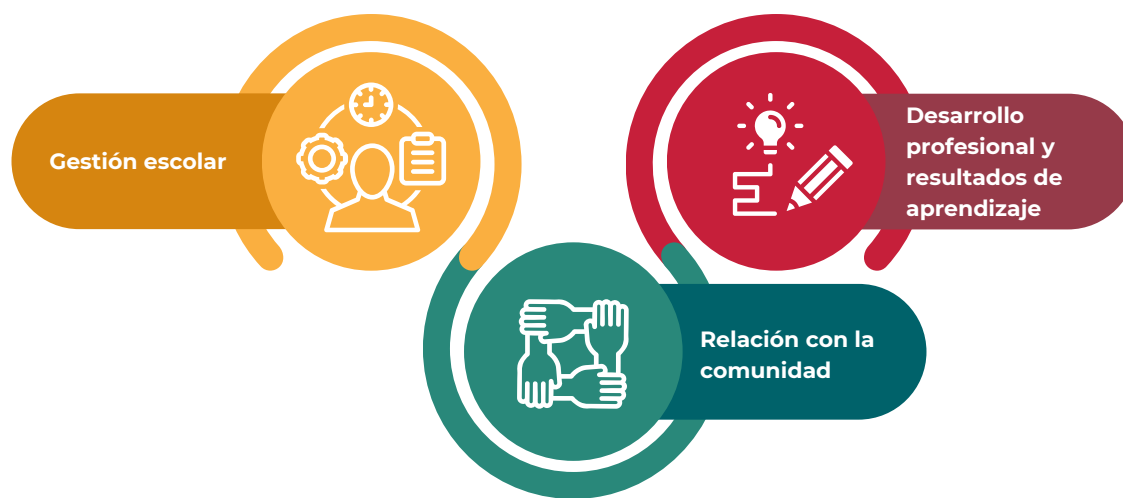 Gestión escolar
Desarrollo
profesional y
resultados de
aprendizaje
Relación con la
comunidad